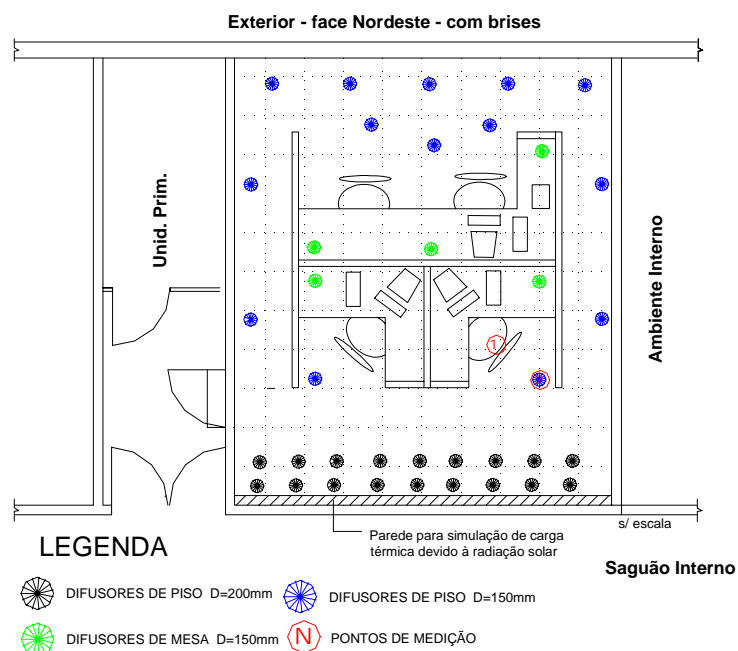 Exterior - face Nordeste - com brises
Unid. Prim.
Ambiente Interno
1
s/ escala
Parede para simulação de carga
térmica devido à radiação solar
Saguão Interno
LEGENDA
DIFUSORES DE PISO D=200mm
DIFUSORES DE PISO D=150mm
DIFUSORES DE MESA D=150mm
N PONTOS DE MEDIÇÃO